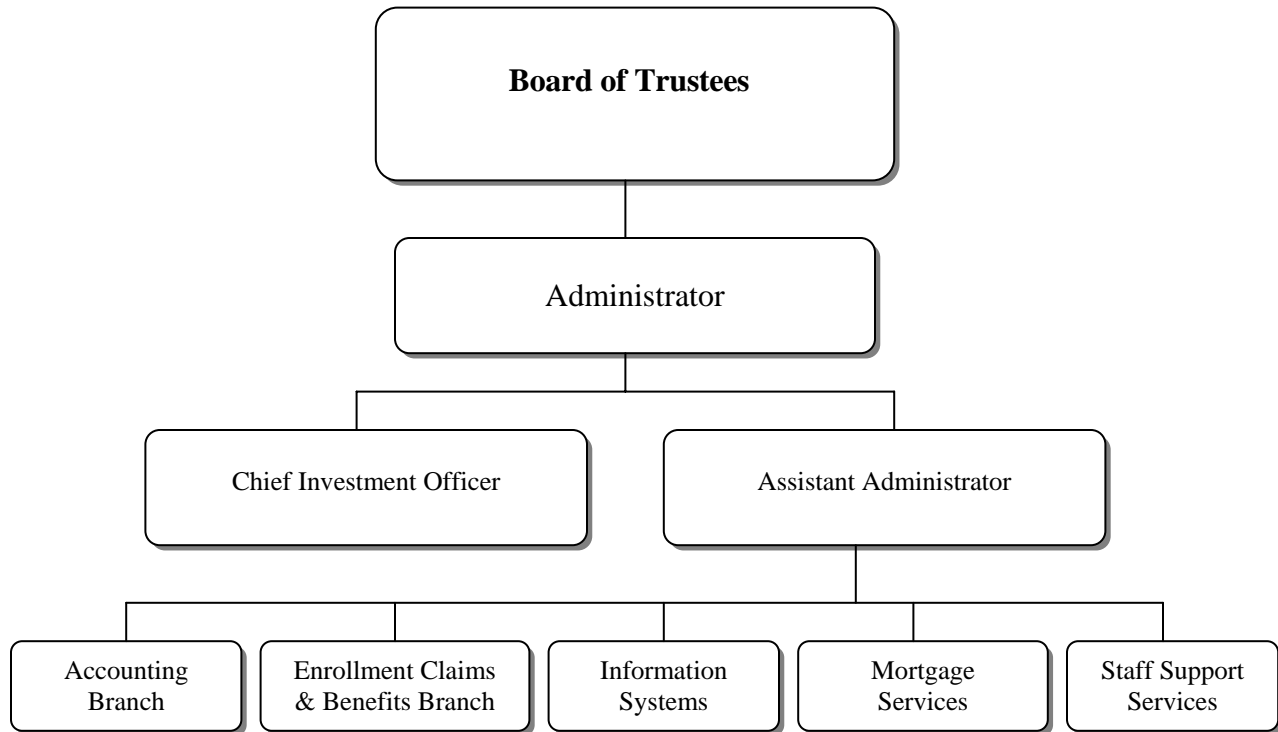 Board of Trustees
Administrator
Chief Investment Officer
Assistant Administrator
Accounting
Branch
Enrollment Claims
& Benefits Branch
Information
Systems
Mortgage
Services
Staff Support
Services